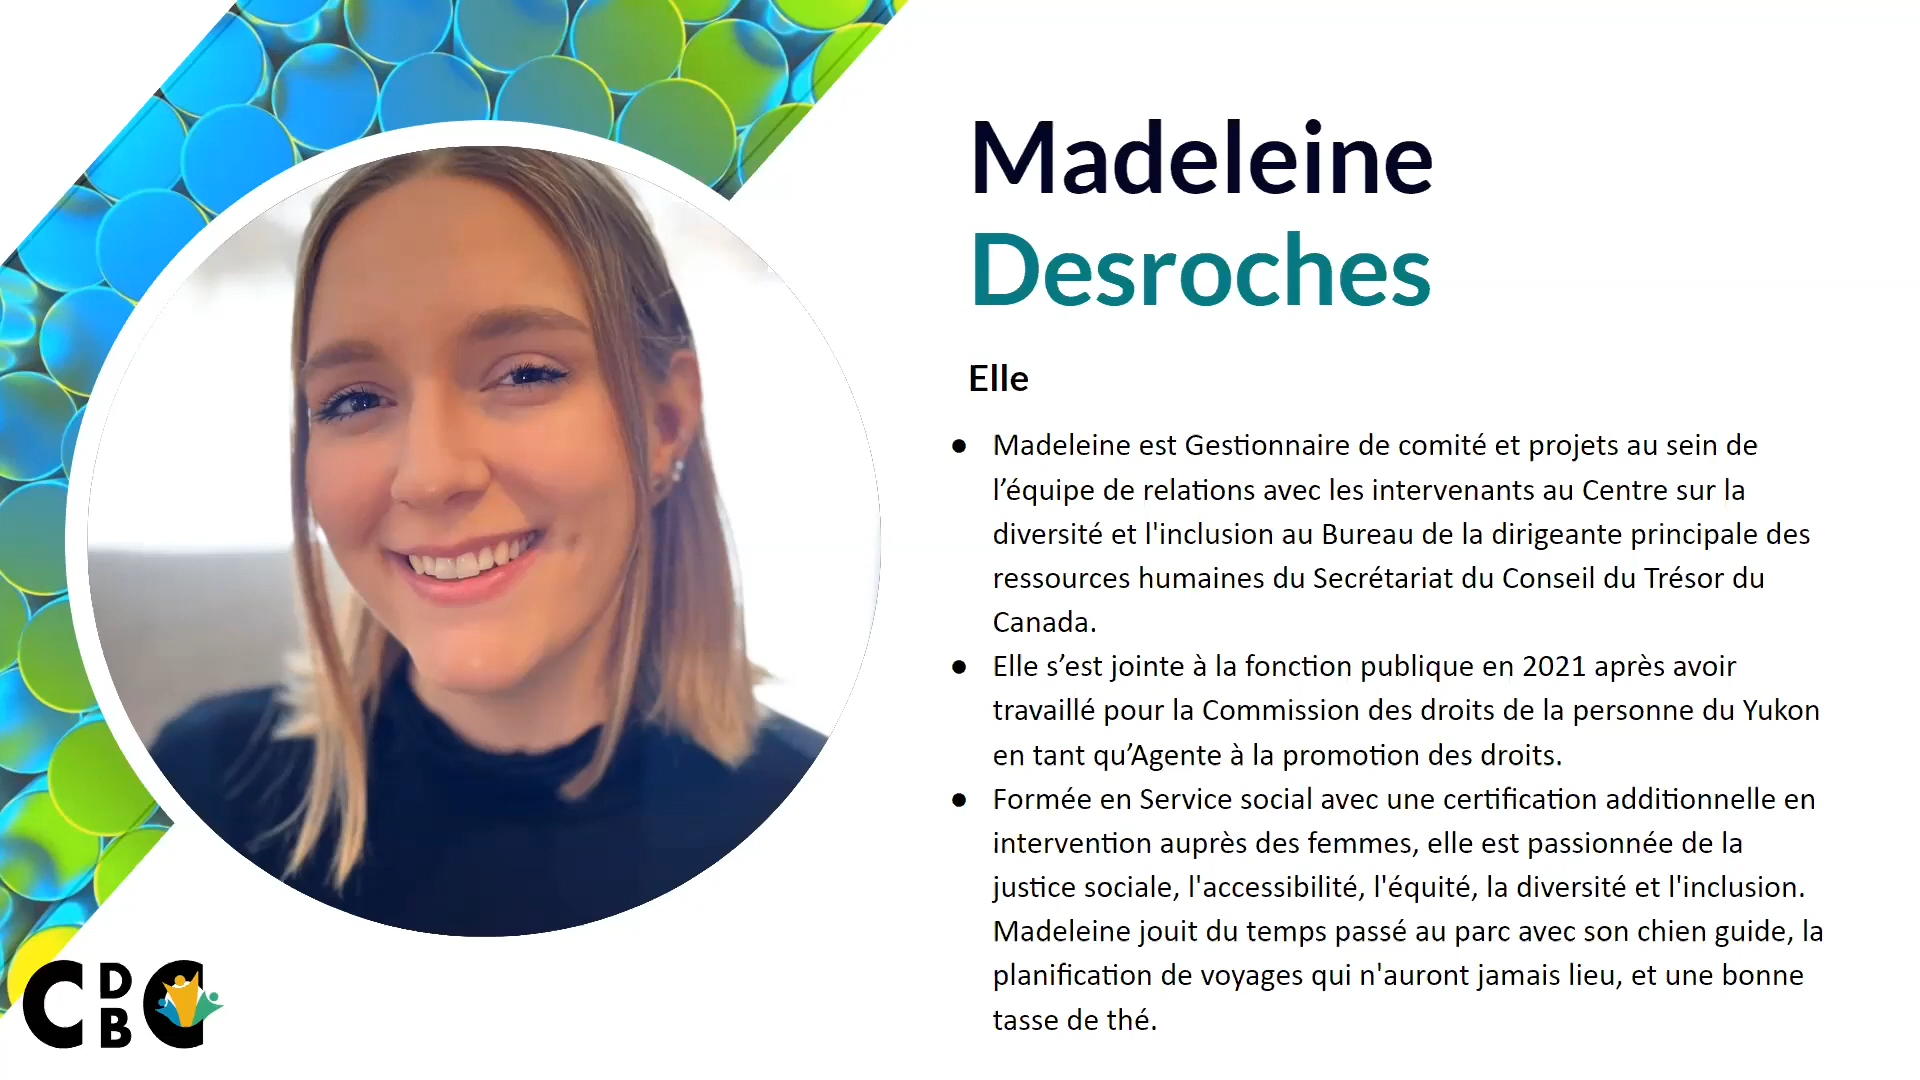 Madeleine
Desroches
Elle
● Madeleine est Gestionnaire de comité et projets au sein de
l’équipe de relations avec les intervenants au Centre sur la
diversité et l'inclusion au Bureau de la dirigeante principale des
ressources humaines du Secrétariat du Conseil du Trésor du
Canada.
● Elle s’est jointe à la fonction publique en 2021 après avoir
travaillé pour la Commission des droits de la personne du Yukon
en tant qu’Agente à la promotion des droits.
● Formée en Service social avec une certification additionnelle en
intervention auprès des femmes, elle est passionnée de la
justice sociale, l'accessibilité, l'équité, la diversité et l'inclusion.
Madeleine jouit du temps passé au parc avec son chien guide, la
planification de voyages qui n'auront jamais lieu, et une bonne
tasse de thé.
CDBC